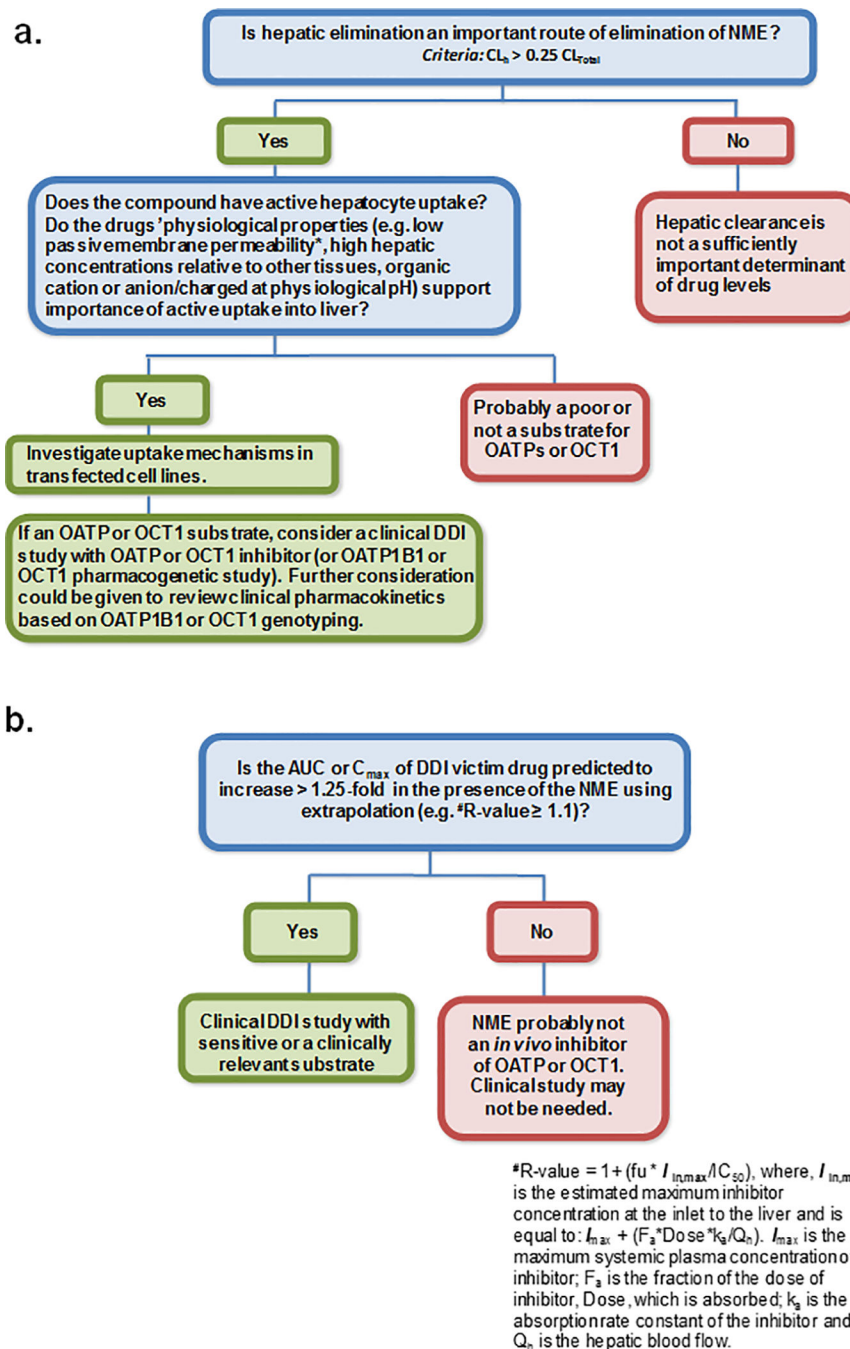 a.
Is hepatic elimination an important route of elimination of NME?
Criteria: CLh > 0.25 CLTotal
Yes
No
Does the compound have active hepatocyte uptake?
Do the drugs' physiological properties (e.g. low
passive membrane permeability*, high hepatic
concentrations relative to other tissues, organic
cation or anion/charged at physiological pH) support
importance of active uptake into liver?
Hepatic clearance is
not a sufficiently
important determinant
of drug levels
Yes
Probably a poor or
not a substrate for
OATPs or OCT1
Investigate uptake mechanisms in
transfected cell lines.
If an OATP or OCT1 substrate, consider a clinical DDI
study with OATP or OCT1 inhibitor (or OATP1B1 or
OCT1 pharmacogenetic study). Further consideration
could be given to review clinical pharmacokinetics
based on OATP1B1 or OCT1 genotyping.
b.
Is the AUC or Cmax of DDI victim drug predicted to
increase > 1.25-fold in the presence of the NME using
extrapolation (e.g. #R-value ≥ 1.1)?
Yes
No
Clinical DDI study with
sensitive or a clinically
relevant substrate
NME probably not
an in vivo inhibitor
of OATP or OCT1.
Clinical study may
not be needed.
#R-value = 1+ (fu* I in,max/IC50), where, I in,m
is the estimated maximum inhibitor
concentration at the inlet to the liver and is
equal to: Imax + (Fa*Dose*ka/Qh). Imax is the
maximum systemic plasma concentration o
inhibitor; Fa is the fraction of the dose of
inhibitor, Dose, which is absorbed; ka is the
absorption rate constant of the inhibitor and
Qh is the hepatic blood flow.